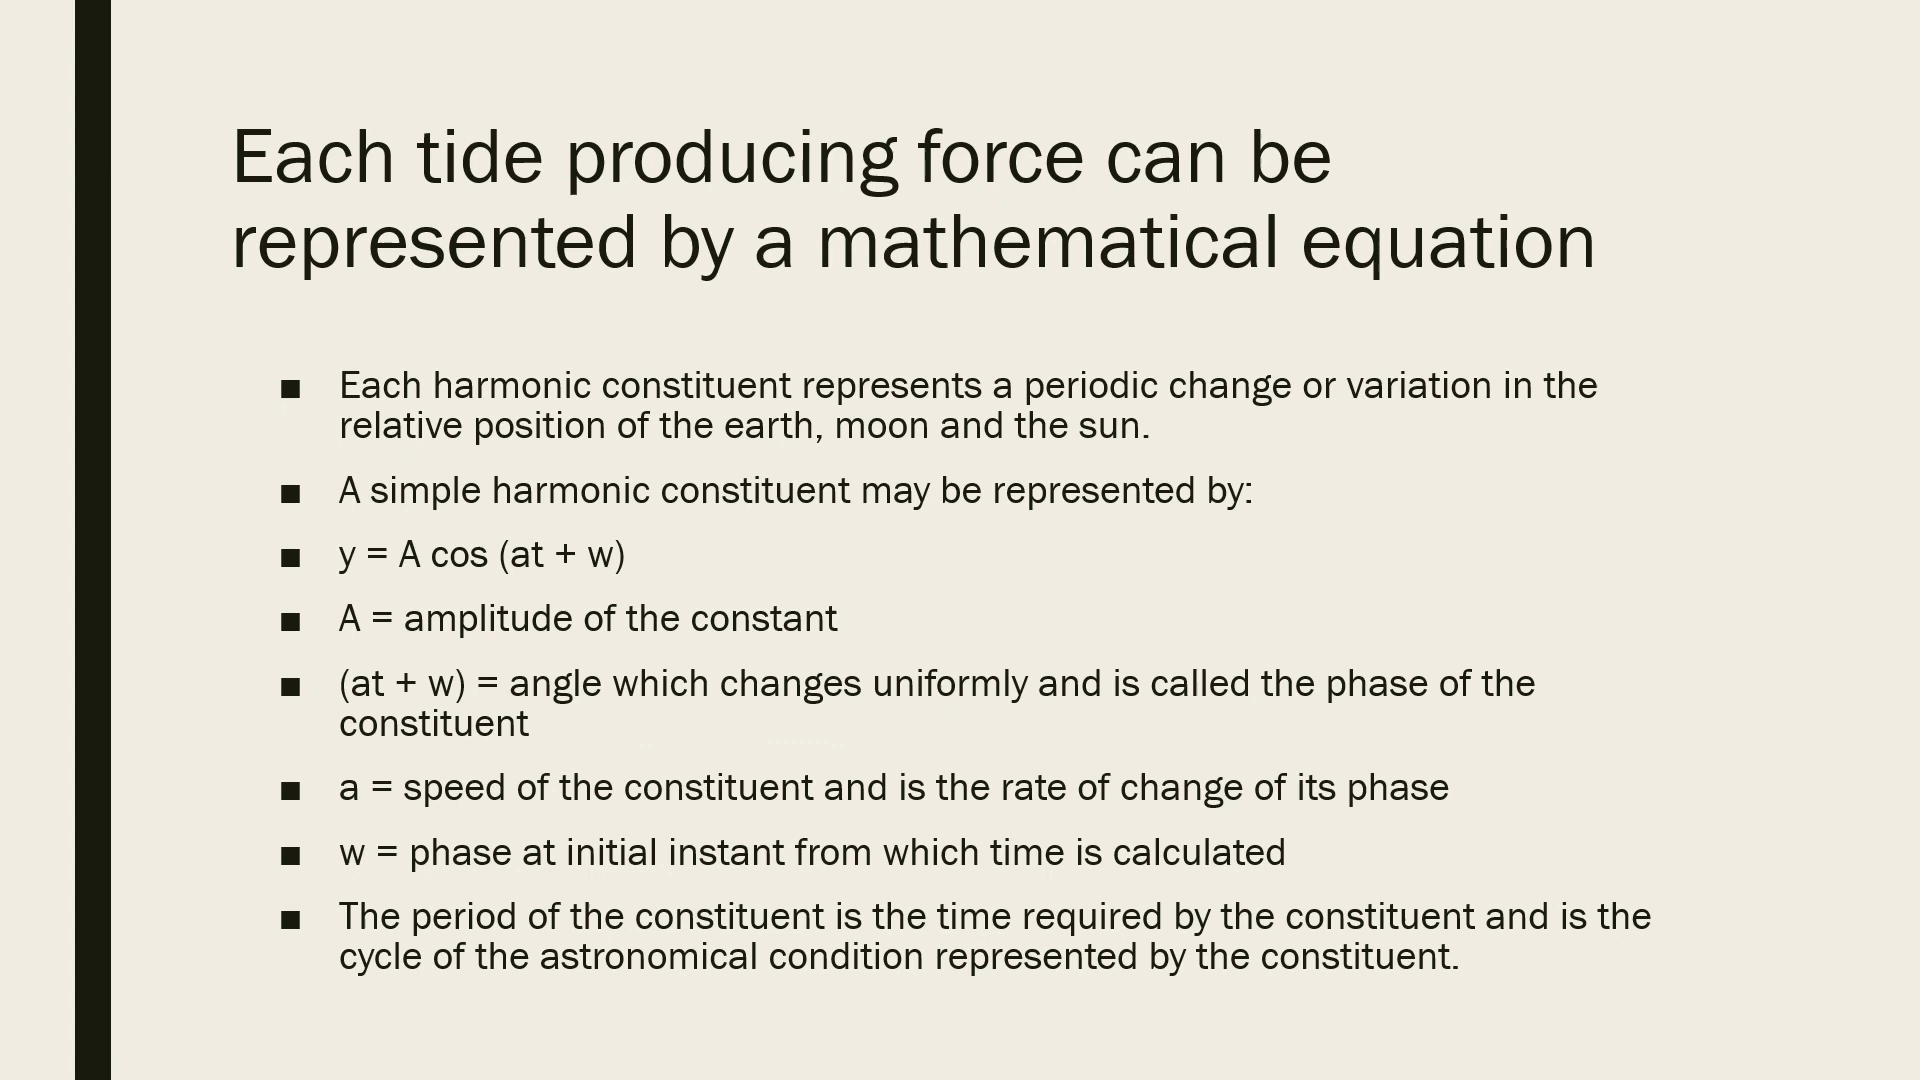 Each tide producing force can be
represented by a mathematical equation
■ Each harmonic constituent represents a periodic change or variation in the
relative position of the earth, moon and the sun.
■ A simple harmonic constituent may be represented by:
■ y = A cos (at + w)
■ A = amplitude of the constant
■ (at + w) = angle which changes uniformly and is called the phase of the
constituent
■ a = speed of the constituent and is the rate of change of its phase
■ w = phase at initial instant from which time is calculated
■ The period of the constituent is the time required by the constituent and is the
cycle of the astronomical condition represented by the constituent.